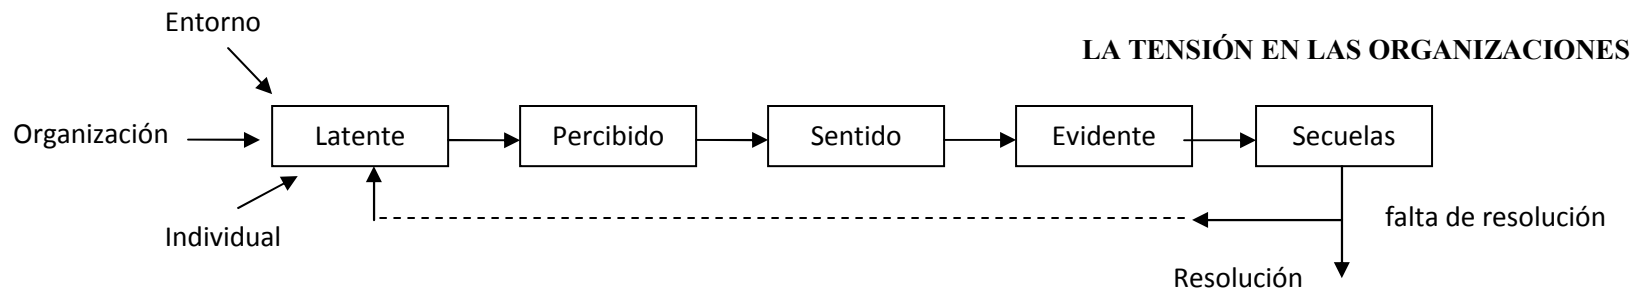 Entorno
LA TENSIÓN EN LAS ORGANIZACIONES
Organización
Latente
Percibido
Sentido
Evidente
Secuelas
Individual
falta de resolución
Resolución